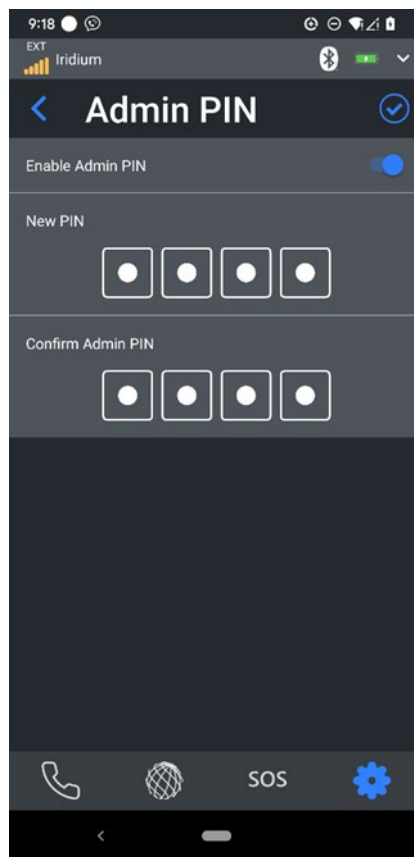 9:18
EXT
Iridium
Admin PIN
Enable Admin PIN
New PIN
Confirm Admin PIN
SOS